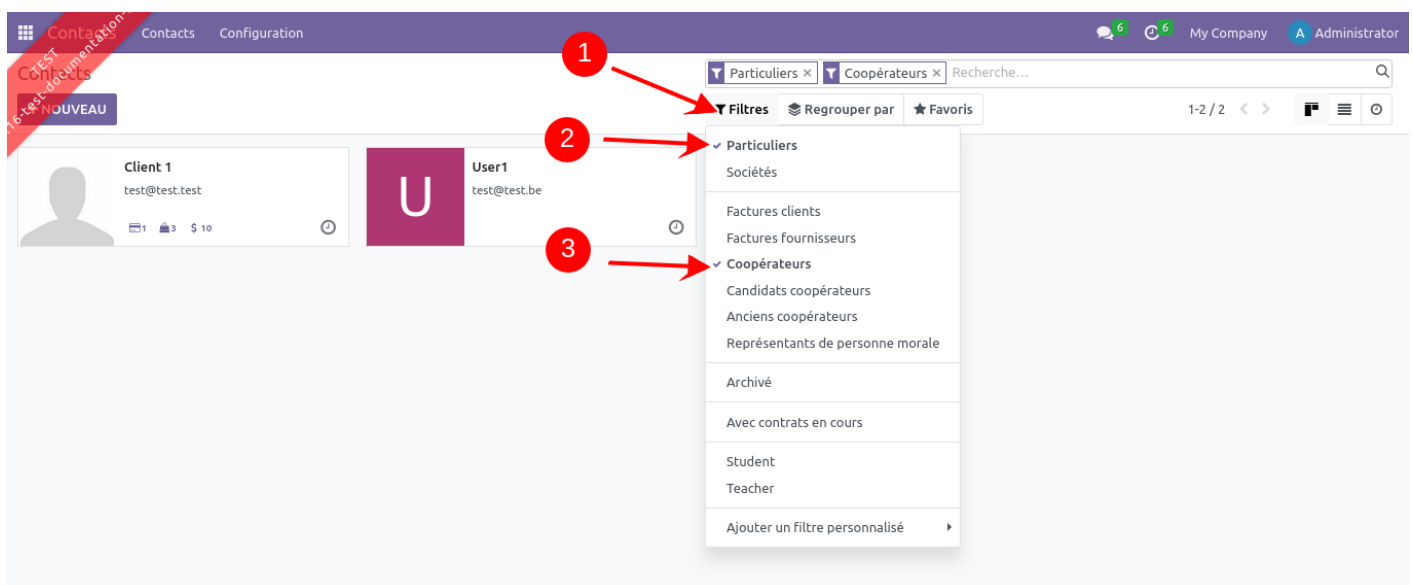 Contacts Contacts Configuration 6 6 My Company A Administrator
TEST
16-test-documentation-
Contacts Particuliers × Coopérateurs × Recherche...
NOUVEAU Filtres Regrouper par Favoris 1-2 / 2
1
2
3
Client 1
test@test.test
1 3 $ 10
U
User1
test@test.be
Particuliers
Sociétés
Factures clients
Factures fournisseurs
Coopérateurs
Candidats coopérateurs
Anciens coopérateurs
Représentants de personne morale
Archivé
Avec contrats en cours
Student
Teacher
Ajouter un filtre personnalisé